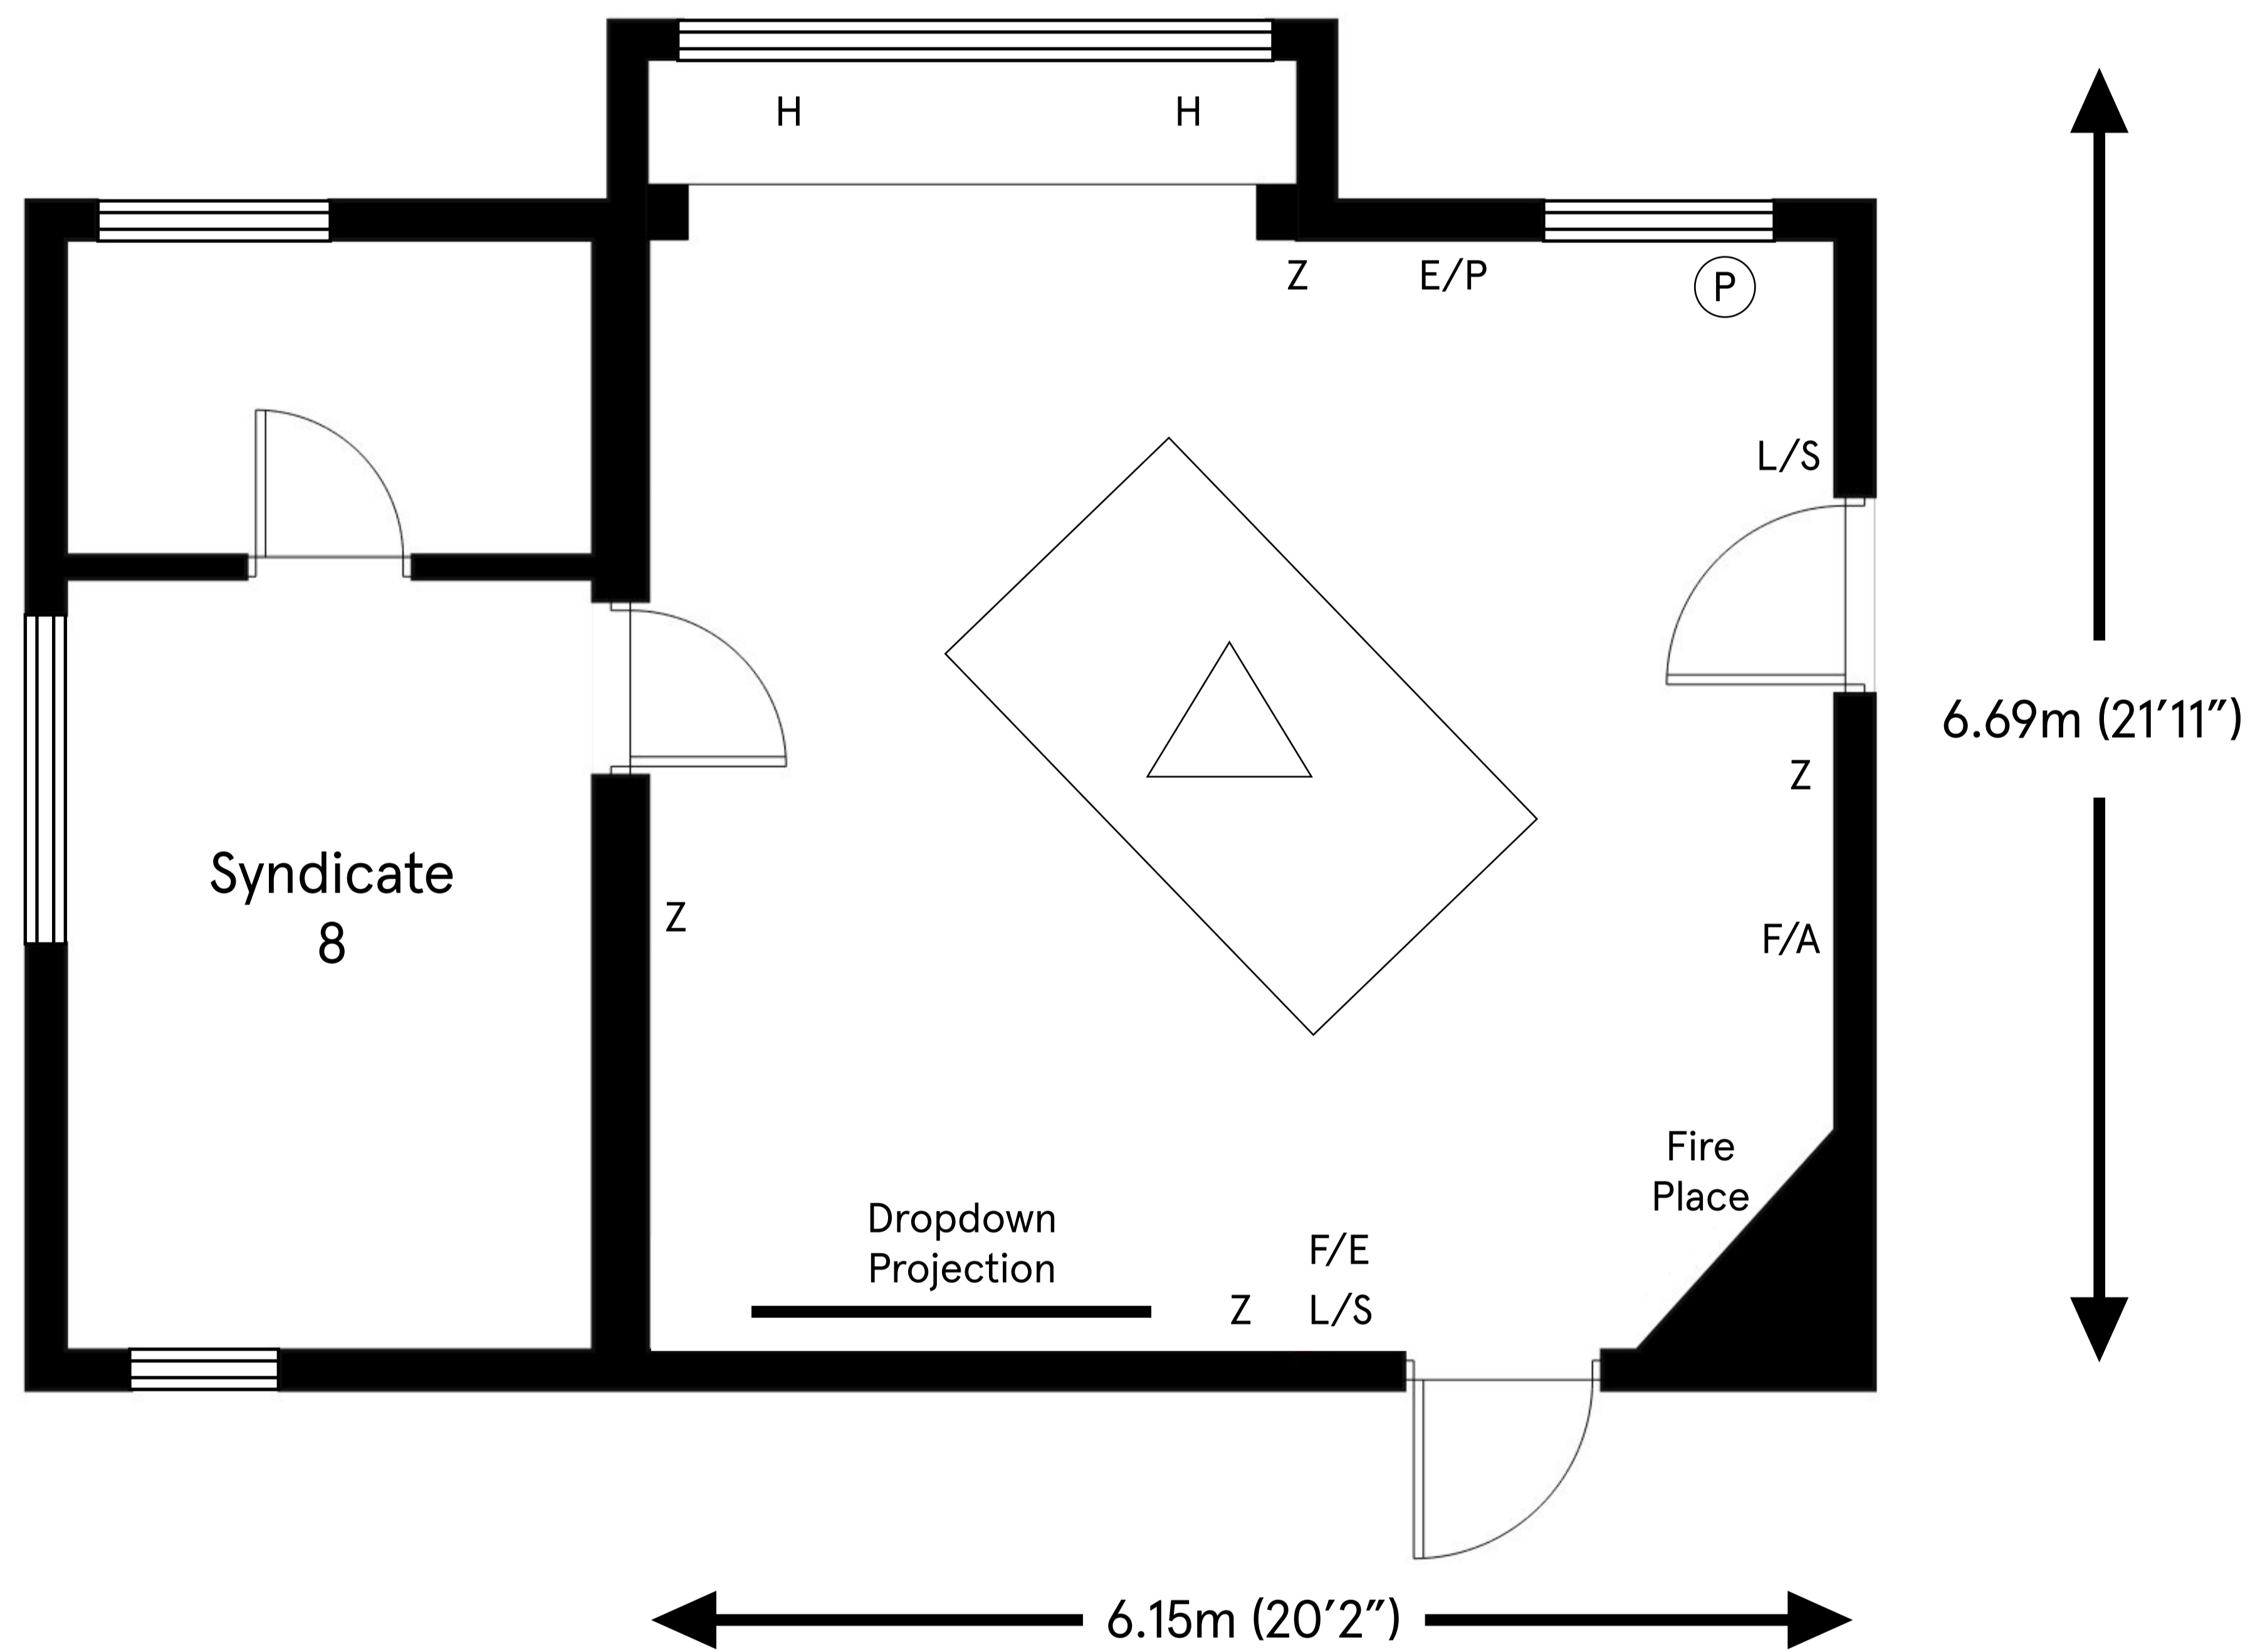 H H
Z E/P P
L/S
6.69m (21'11")
Z
Syndicate
8
Z
F/A
Fire
Place
Dropdown
Projection
F/E
Z L/S
6.15m (20'2")